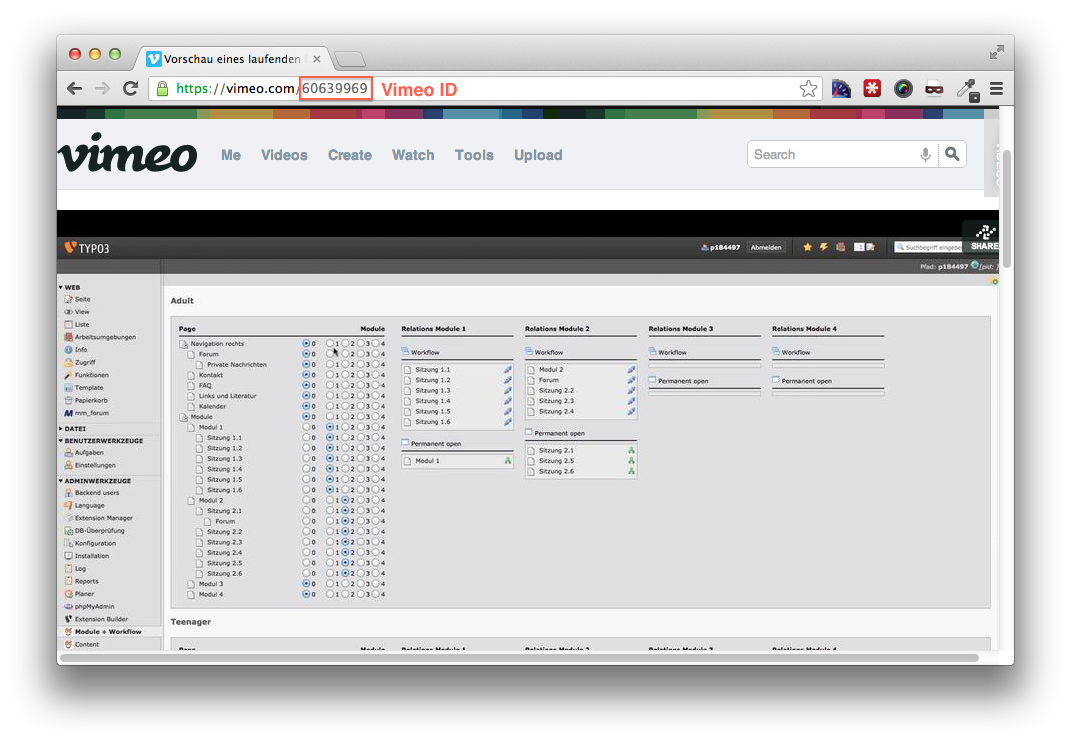 Vorschau eines laufenden
https://vimeo.com/60639969 Vimeo ID
vimeo Me Videos Create Watch Tools Upload Search
TYPO3 p184497 Abmelden Suchbegriff eingeben SHARE
Pfad: p184497 [pid:
WEB
Seite
View
Liste
Arbeitsumgebungen
Info
Zugriff
Funktionen
Template
Papierkorb
mm_forum
DATEI
BENUTZERWERKZEUGE
Aufgaben
Einstellungen
ADMINWERKZEUGE
Backend users
Language
Extension Manager
DB-Überprüfung
Konfiguration
Installation
Log
Reports
Planer
phpMyAdmin
Extension Builder
Module + Workflow
Content
Adult
Page Module
Navigation rechts 0 1 2 3 4
Forum 0 2 3 4
Private Nachrichten 0 1 2 3 4
Kontakt 0 1 2 3 4
FAQ 0 1 2 3 4
Links und Literatur 0 1 2 3 4
Kalender 0 1 2 3 4
Module 0 1 2 3 4
Modul 1 0 1 2 3 4
Sitzung 1.1 0 1 2 3 4
Sitzung 1.2 0 1 2 3 4
Sitzung 1.3 0 1 2 3 4
Sitzung 1.4 0 1 2 3 4
Sitzung 1.5 0 1 2 3 4
Sitzung 1.6 0 1 2 3 4
Modul 2 0 1 2 3 4
Sitzung 2.1 0 1 2 3 4
Forum 0 1 2 3 4
Sitzung 2.2 0 1 2 3 4
Sitzung 2.3 0 1 2 3 4
Sitzung 2.4 0 1 2 3 4
Sitzung 2.5 0 1 2 3 4
Sitzung 2.6 0 1 2 3 4
Modul 3 0 1 2 3 4
Modul 4 0 1 2 3 4
Relations Module 1
Workflow
Sitzung 1.1
Sitzung 1.2
Sitzung 1.3
Sitzung 1.4
Sitzung 1.5
Sitzung 1.6
Permanent open
Modul 1
Relations Module 2
Workflow
Modul 2
Forum
Sitzung 2.2
Sitzung 2.3
Sitzung 2.4
Permanent open
Sitzung 2.1
Sitzung 2.5
Sitzung 2.6
Relations Module 3
Workflow
Permanent open
Relations Module 4
Workflow
Permanent open
Teenager
Page Module Relations Module 1 Relations Module 2 Relations Module 3 Relations Module 4